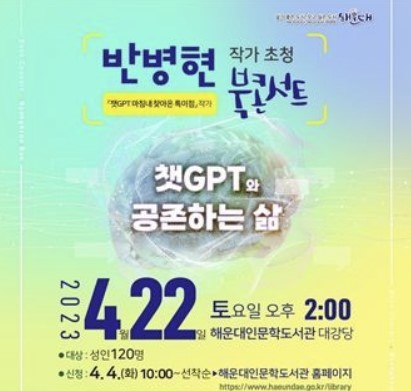 해운대
반병현 작가 초청
북콘서트
「챗GPT 마침내 찾아온 특이점」 작가
챗GPT와
공존하는 삶
2023
4월 22일 토요일 오후 2:00
해운대인문학도서관 대강당
● 대상 : 성인120명
● 신청 : 4. 4.(화) 10:00~선착순▶해운대인문학도서관 홈페이지
https://www.haeundae.go.kr/library